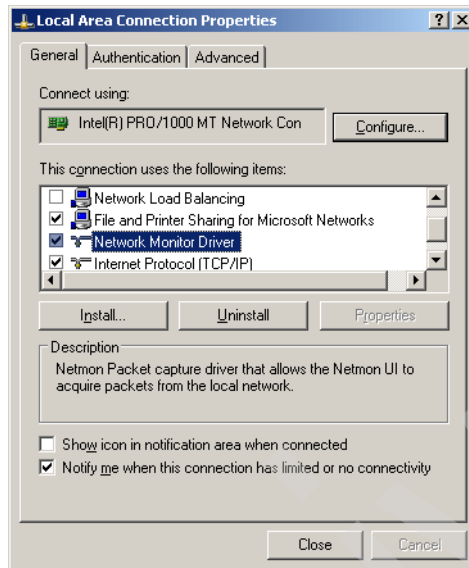 Local Area Connection Properties
General Authentication Advanced
Connect using:
Intel(R) PRO/1000 MT Network Con Configure...
This connection uses the following items:
Network Load Balancing
File and Printer Sharing for Microsoft Networks
Network Monitor Driver
Internet Protocol (TCP/IP)
Install... Uninstall Properties
Description
Netmon Packet capture driver that allows the Netmon UI to
acquire packets from the local network.
Show icon in notification area when connected
Notify me when this connection has limited or no connectivity
Close Cancel